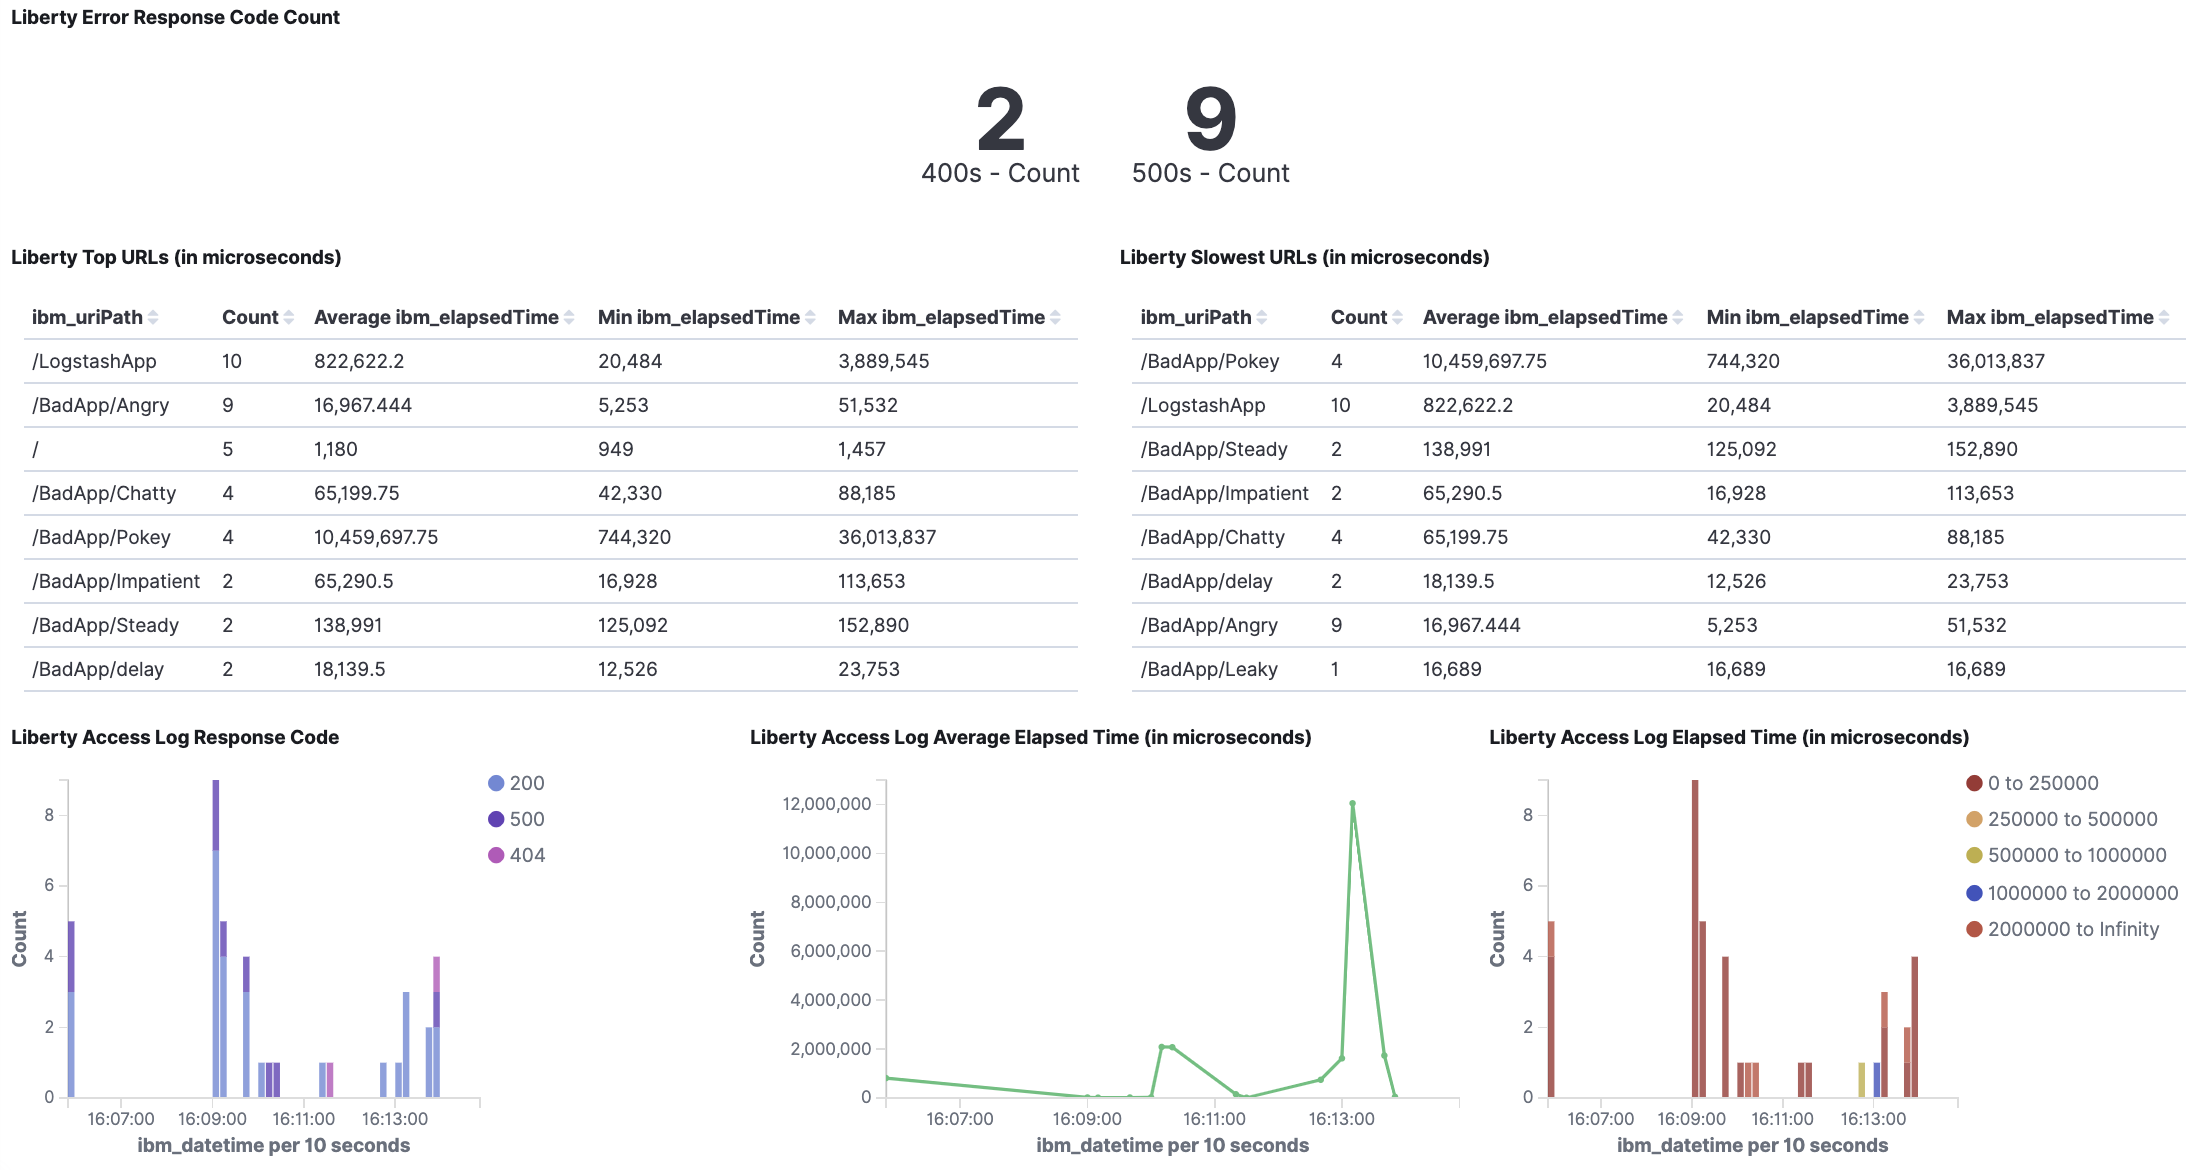 Liberty Error Response Code Count
2 9
400s - Count 500s - Count
Liberty Top URLs (in microseconds)
ibm_uriPath Count Average ibm_elapsedTime Min ibm_elapsedTime Max ibm_elapsedTime
/LogstashApp 10 822,622.2 20,484 3,889,545
/BadApp/Angry 9 16,967.444 5,253 51,532
/ 5 1,180 949 1,457
/BadApp/Chatty 4 65,199.75 42,330 88,185
/BadApp/Pokey 4 10,459,697.75 744,320 36,013,837
/BadApp/Impatient 2 65,290.5 16,928 113,653
/BadApp/Steady 2 138,991 125,092 152,890
/BadApp/delay 2 18,139.5 12,526 23,753
Liberty Slowest URLs (in microseconds)
ibm_uriPath Count Average ibm_elapsedTime Min ibm_elapsedTime Max ibm_elapsedTime
/BadApp/Pokey 4 10,459,697.75 744,320 36,013,837
/LogstashApp 10 822,622.2 20,484 3,889,545
/BadApp/Steady 2 138,991 125,092 152,890
/BadApp/Impatient 2 65,290.5 16,928 113,653
/BadApp/Chatty 4 65,199.75 42,330 88,185
/BadApp/delay 2 18,139.5 12,526 23,753
/BadApp/Angry 9 16,967.444 5,253 51,532
/BadApp/Leaky 1 16,689 16,689 16,689
Liberty Access Log Response Code
Count
8
6
4
2
0
16:07:00 16:09:00 16:11:00 16:13:00
ibm_datetime per 10 seconds
200
500
404
Liberty Access Log Average Elapsed Time (in microseconds)
Count
12,000,000
10,000,000
8,000,000
6,000,000
4,000,000
2,000,000
0
16:07:00 16:09:00 16:11:00 16:13:00
ibm_datetime per 10 seconds
Liberty Access Log Elapsed Time (in microseconds)
Count
8
6
4
2
0
16:07:00 16:09:00 16:11:00 16:13:00
ibm_datetime per 10 seconds
0 to 250000
250000 to 500000
500000 to 1000000
1000000 to 2000000
2000000 to Infinity